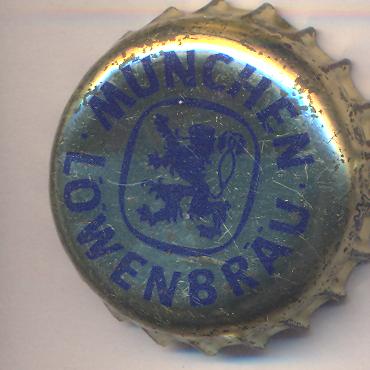 · MÜNCHEN ·
LÖWENBRÄU